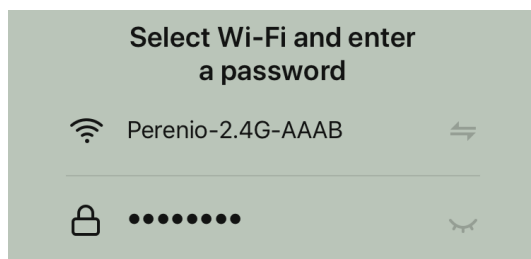 Select Wi-Fi and enter
a password
Perenio-2.4G-AAAB
••••••••